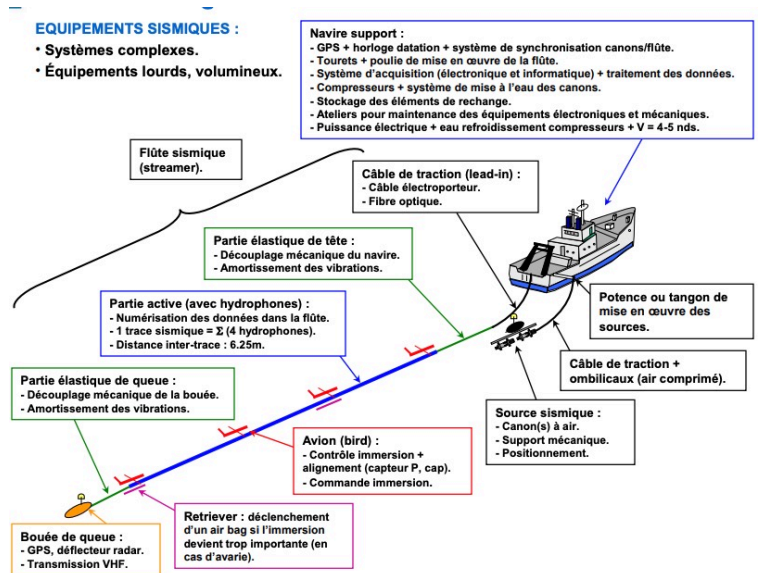 EQUIPEMENTS SISMIQUES :
• Systèmes complexes.
• Équipements lourds, volumineux.
Navire support :
- GPS + horloge datation + système de synchronisation canons/flûte.
- Tourets + poulie de mise en œuvre de la flûte.
- Système d'acquisition (électronique et informatique) + traitement des données.
- Compresseurs + système de mise à l'eau des canons.
- Stockage des éléments de rechange.
- Ateliers pour maintenance des équipements électroniques et mécaniques.
- Puissance électrique + eau refroidissement compresseurs + V = 4-5 nds.
Flûte sismique
(streamer).
Câble de traction (lead-in) :
- Câble électroporteur.
- Fibre optique.
Partie élastique de tête :
- Découplage mécanique du navire.
- Amortissement des vibrations.
Partie active (avec hydrophones) :
- Numérisation des données dans la flûte.
- 1 trace sismique = Σ (4 hydrophones).
- Distance inter-trace : 6.25m.
Potence ou tangon de
mise en œuvre des
sources.
Câble de traction +
ombilicaux (air comprimé).
Partie élastique de queue :
- Découplage mécanique de la bouée.
- Amortissement des vibrations.
Source sismique :
- Canon(s) à air.
- Support mécanique.
- Positionnement.
Avion (bird) :
- Contrôle immersion +
alignement (capteur P, cap).
- Commande immersion.
Retriever : déclenchement
d'un air bag si l'immersion
devient trop importante (en
cas d'avarie).
Bouée de queue :
- GPS, déflecteur radar.
- Transmission VHF.